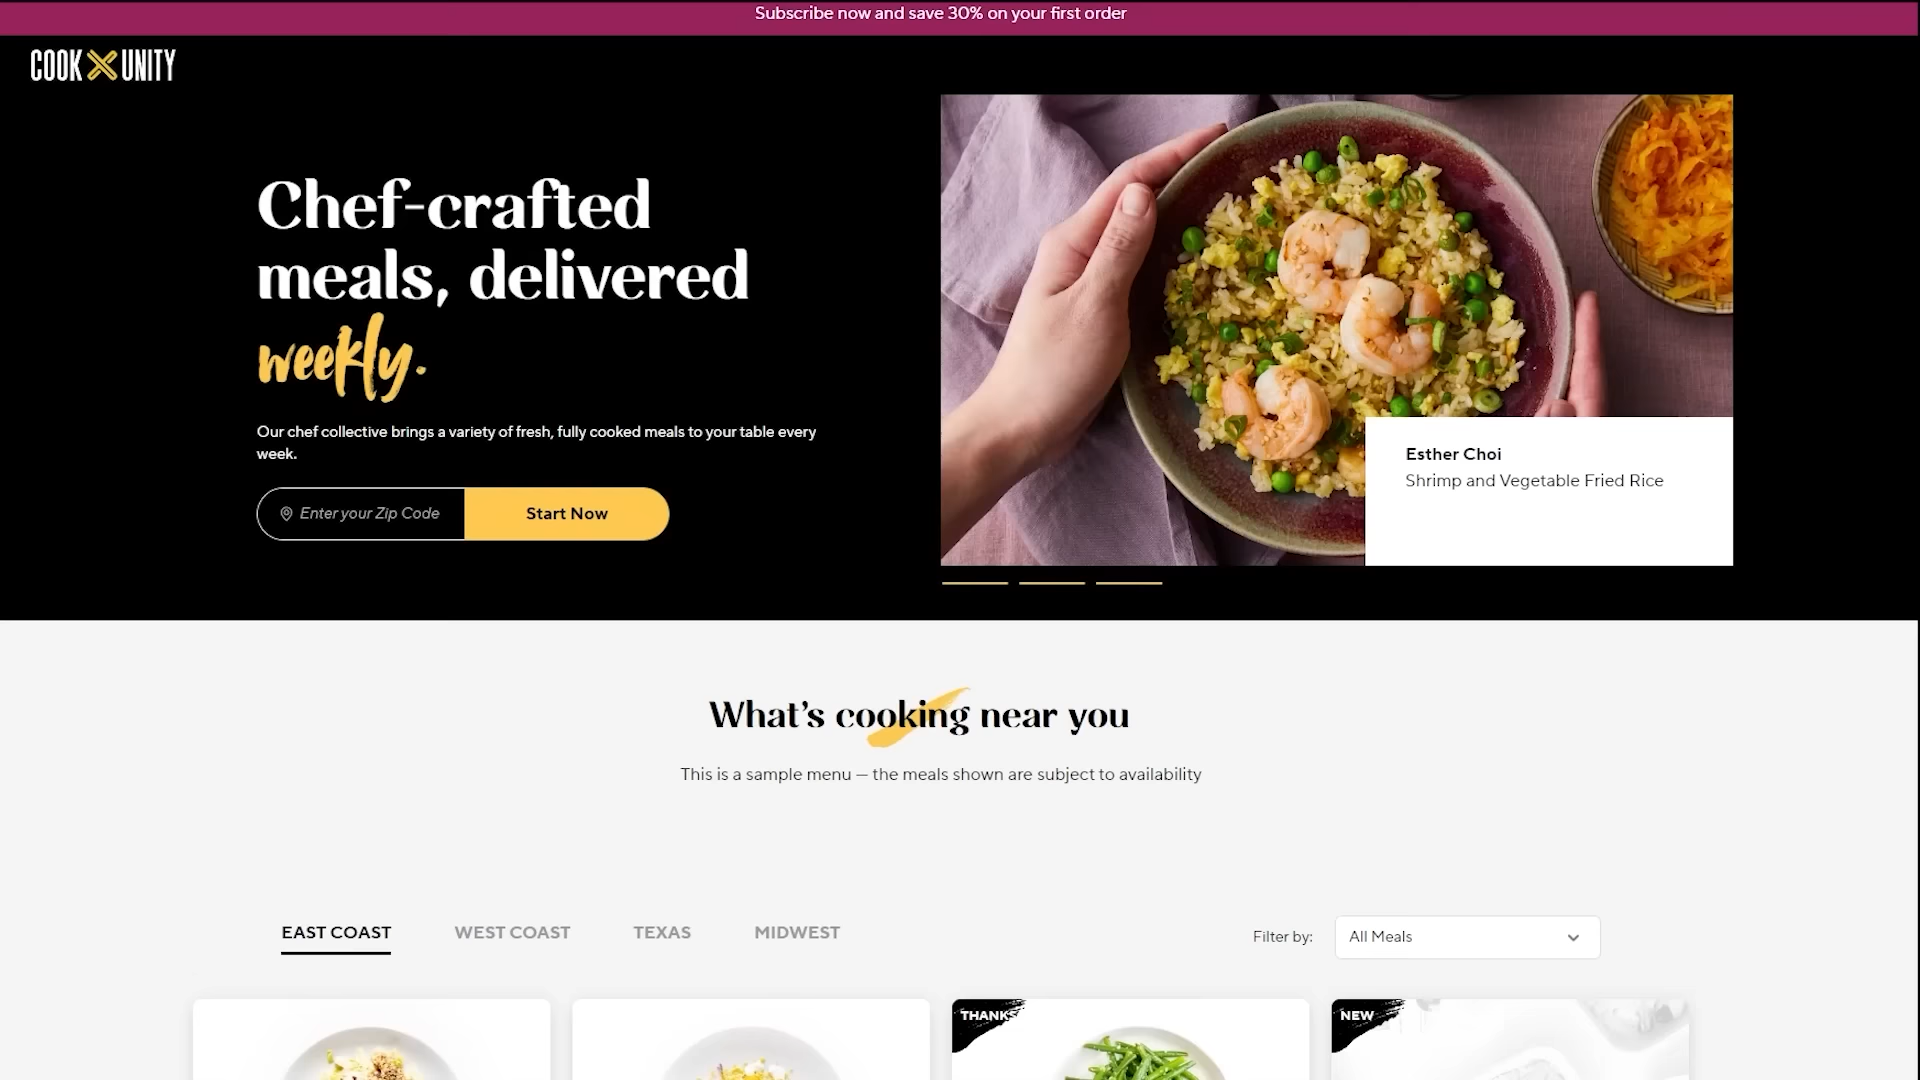 Subscribe now and save 30% on your first order
COOK UNITY
Chef-crafted
meals, delivered
weekly.
Our chef collective brings a variety of fresh, fully cooked meals to your table every
week.
Enter your Zip Code
Start Now
Esther Choi
Shrimp and Vegetable Fried Rice
What's cooking near you
This is a sample menu — the meals shown are subject to availability
EAST COAST
WEST COAST
TEXAS
MIDWEST
Filter by:
All Meals
THANKS
NEW